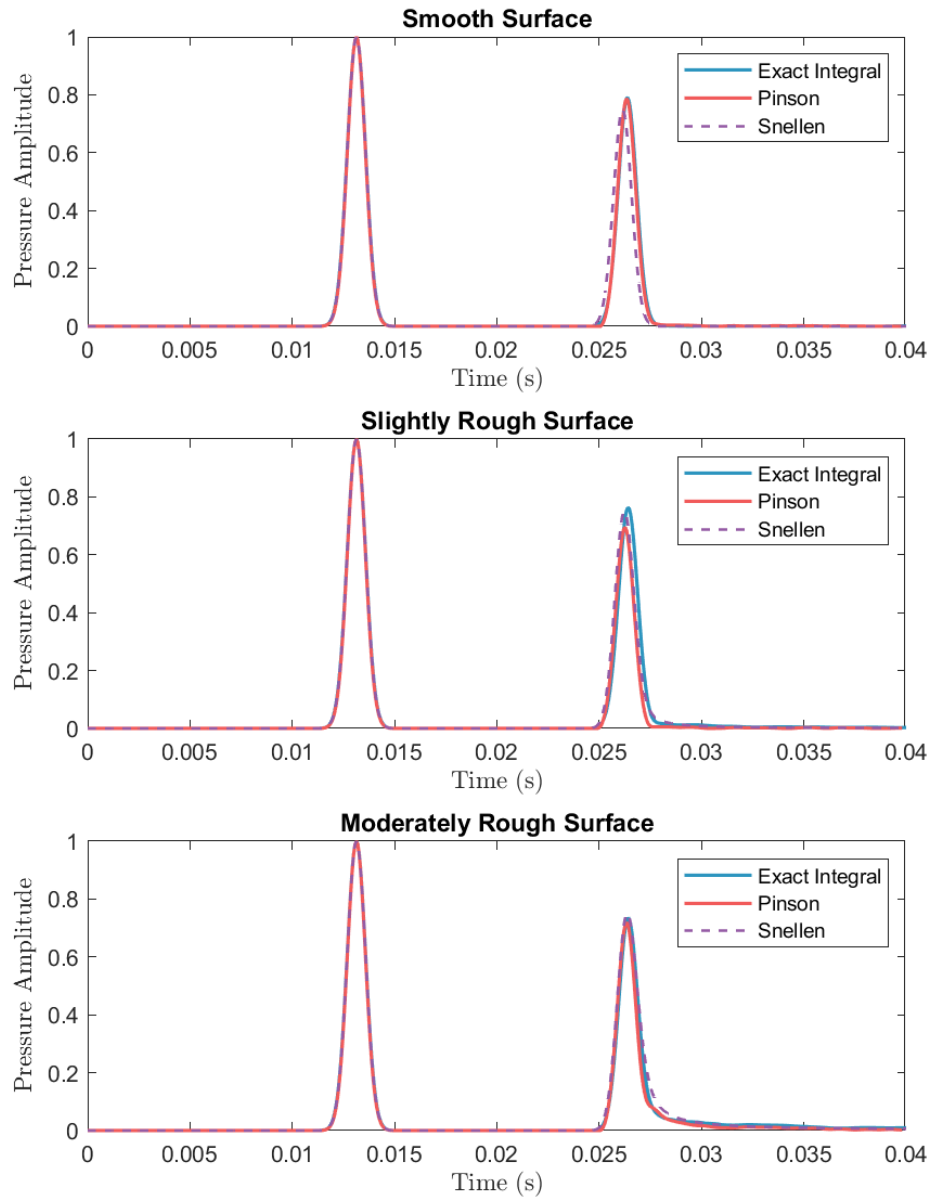 Smooth Surface
1
0.8
0.6
0.4
0.2
0
Pressure Amplitude
Exact Integral
Pinson
Snellen
0 0.005 0.01 0.015 0.02 0.025 0.03 0.035 0.04
Time (s)
Slightly Rough Surface
1
0.8
0.6
0.4
0.2
0
Pressure Amplitude
Exact Integral
Pinson
Snellen
0 0.005 0.01 0.015 0.02 0.025 0.03 0.035 0.04
Time (s)
Moderately Rough Surface
1
0.8
0.6
0.4
0.2
0
Pressure Amplitude
Exact Integral
Pinson
Snellen
0 0.005 0.01 0.015 0.02 0.025 0.03 0.035 0.04
Time (s)